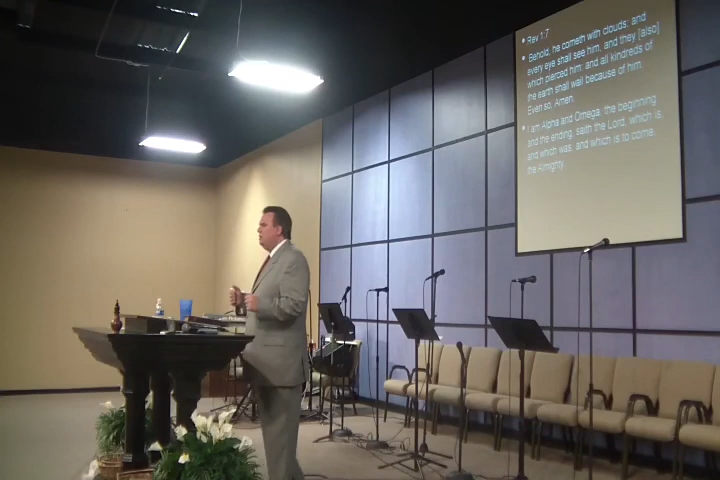 • Rev 1:7
• Behold, he cometh with clouds; and
every eye shall see him, and they [also]
which pierced him: and all kindreds of
the earth shall wail because of him.
Even so, Amen.
• I am Alpha and Omega, the beginning
and the ending, saith the Lord, which is,
and which was, and which is to come,
the Almighty.